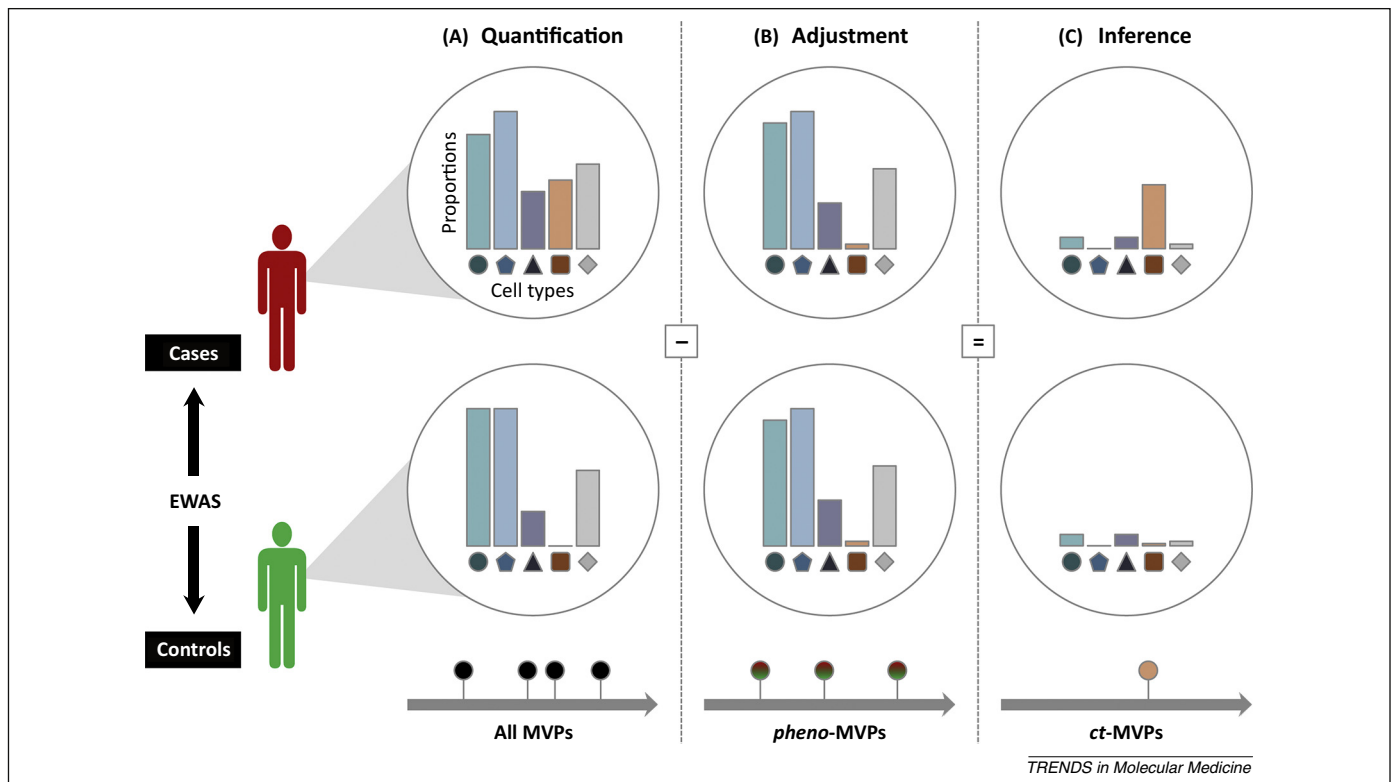 (A) Quantification
(B) Adjustment
(C) Inference
Proportions
Cell types
−
=
Cases
EWAS
Controls
All MVPs
pheno-MVPs
ct-MVPs
TRENDS in Molecular Medicine